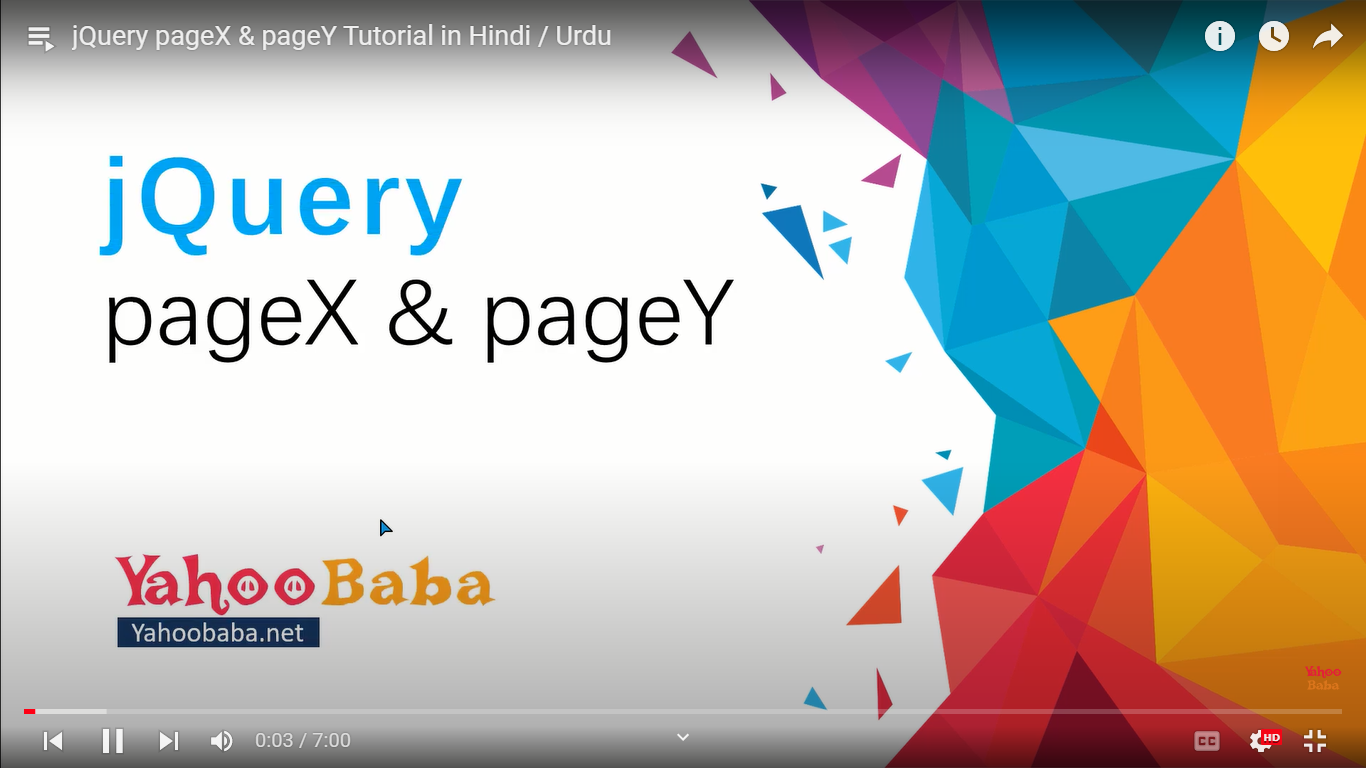 jQuery pageX & pageY Tutorial in Hindi / Urdu
jQuery
pageX & pageY
YahooBaba
Yahoobaba.net
Yahoo
Baba
0:03 / 7:00
CC
HD